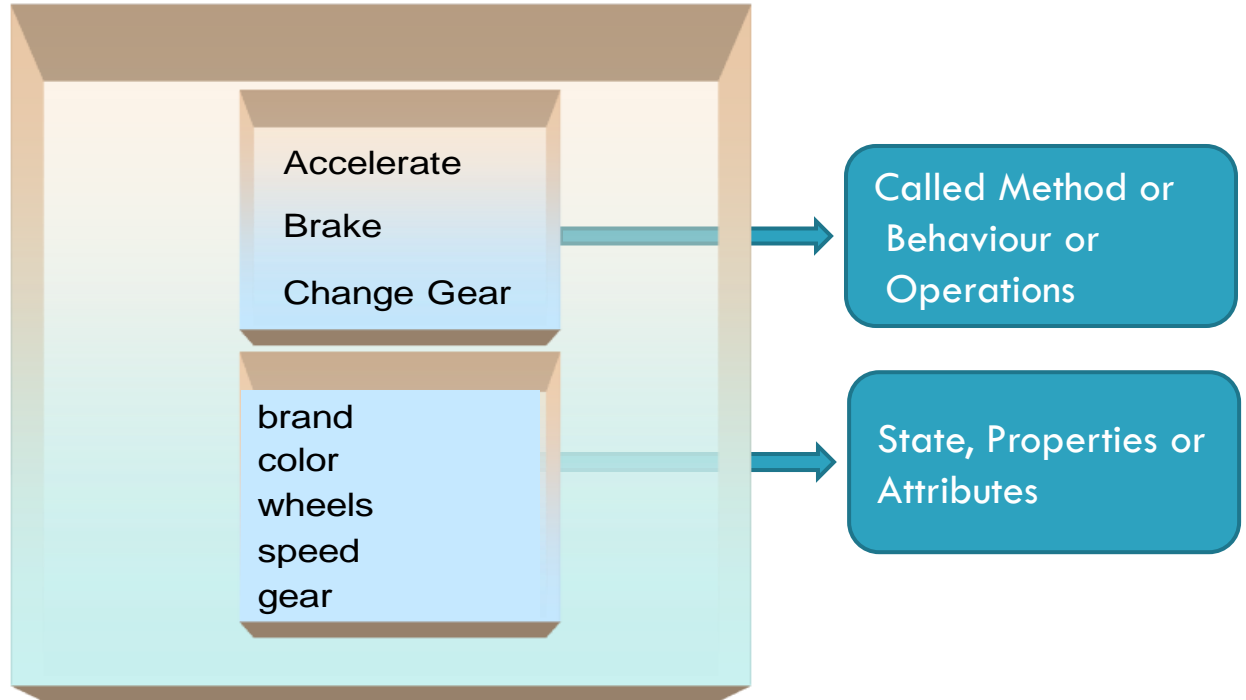 Accelerate
Brake
Change Gear
Called Method or
Behaviour or
Operations
brand
color
wheels
speed
gear
State, Properties or
Attributes